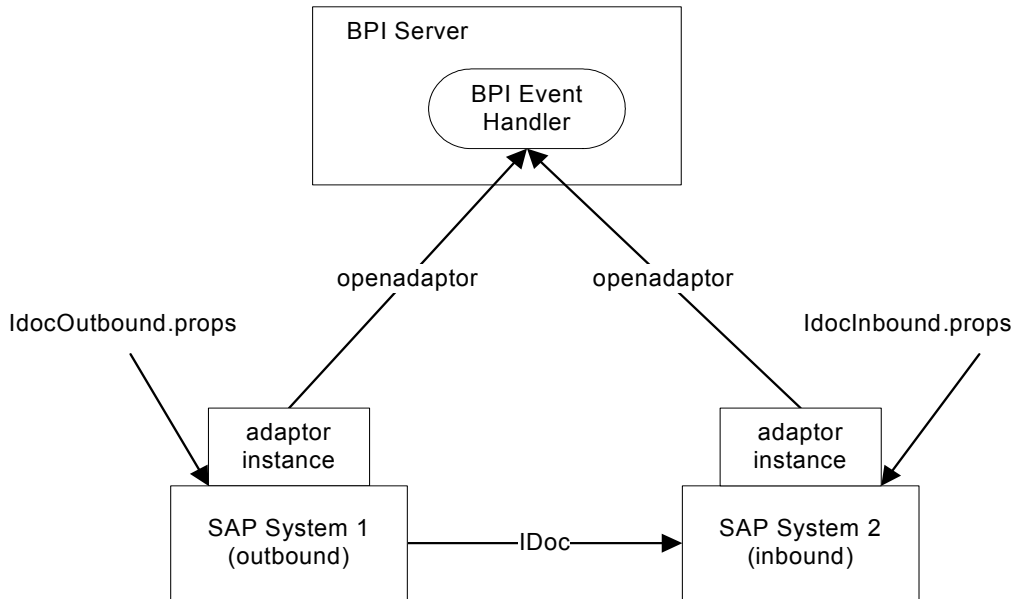 BPI Server
BPI Event
Handler
openadaptor
openadaptor
IdocOutbound.props
IdocInbound.props
adaptor
instance
adaptor
instance
SAP System 1
(outbound)
IDoc
SAP System 2
(inbound)